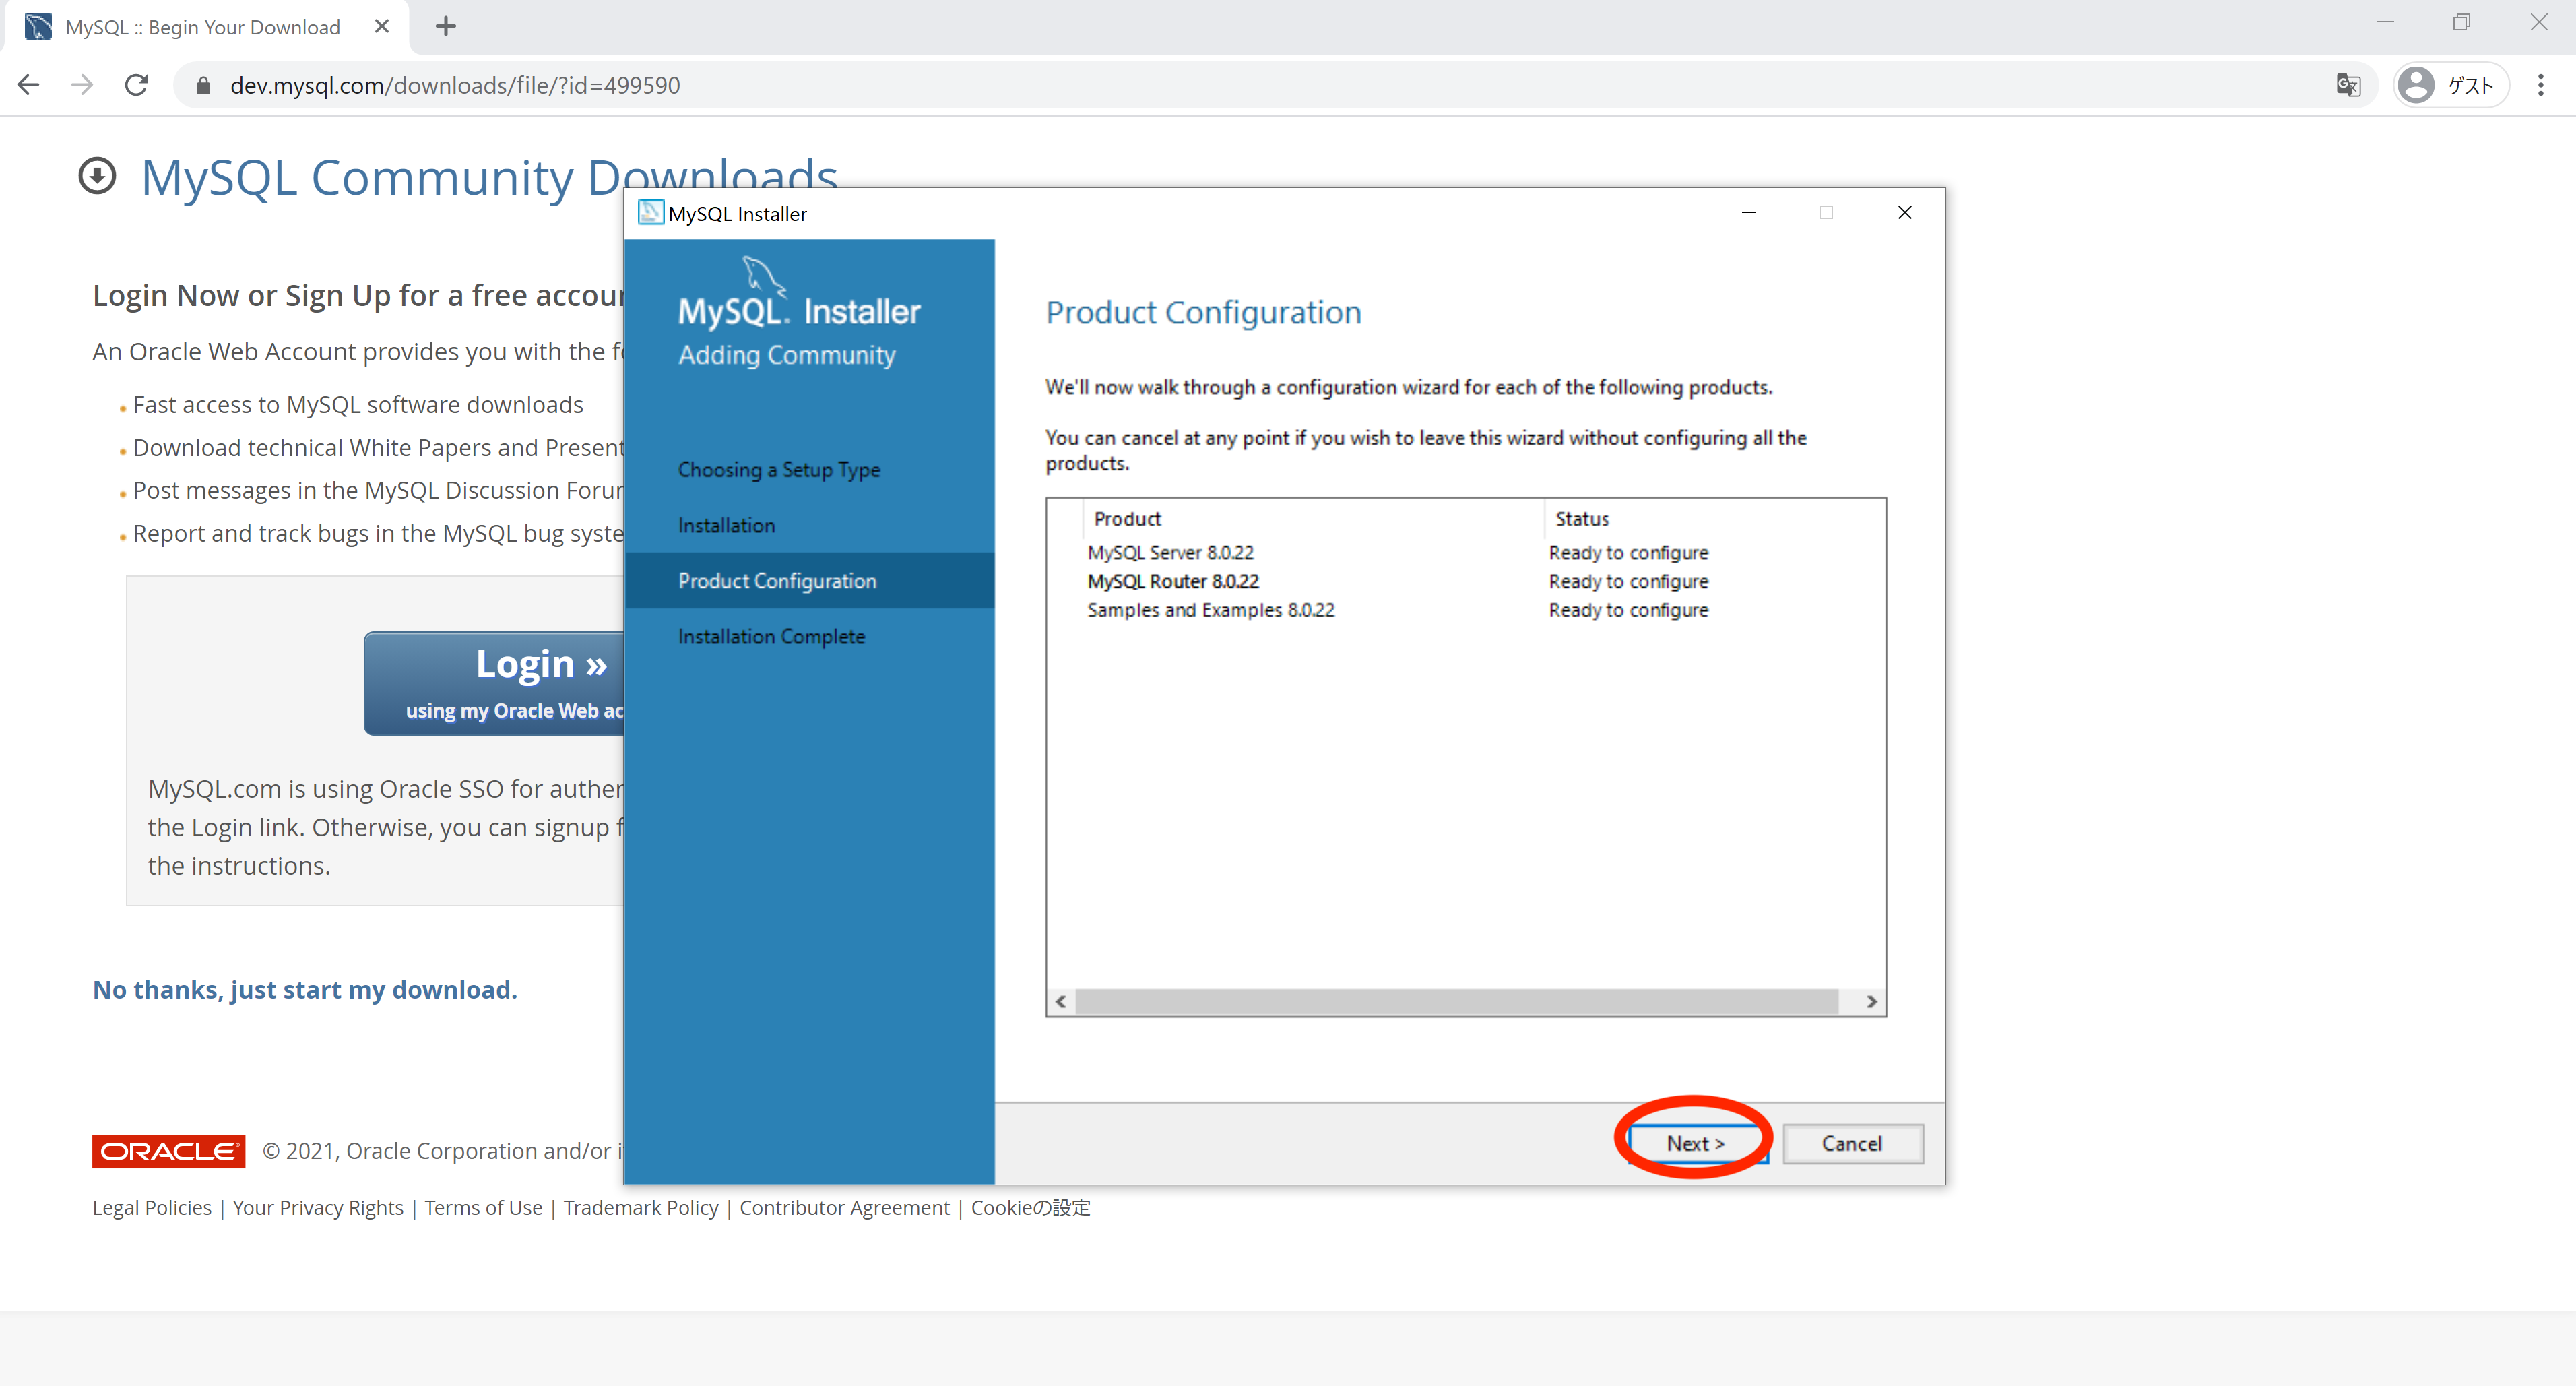 MySQL :: Begin Your Download
dev.mysql.com/downloads/file/?id=499590
ゲスト
MySQL Community Downloads
Login Now or Sign Up for a free accour
An Oracle Web Account provides you with the fo
Fast access to MySQL software downloads
Download technical White Papers and Present
Post messages in the MySQL Discussion Forur
Report and track bugs in the MySQL bug syste
Login »
using my Oracle Web ac
MySQL.com is using Oracle SSO for auther
the Login link. Otherwise, you can signup f
the instructions.
No thanks, just start my download.
ORACLE © 2021, Oracle Corporation and/or i
Legal Policies | Your Privacy Rights | Terms of Use | Trademark Policy | Contributor Agreement | Cookieの設定
MySQL Installer
MySQL. Installer
Adding Community
Choosing a Setup Type
Installation
Product Configuration
Installation Complete
Product Configuration
We'll now walk through a configuration wizard for each of the following products.
You can cancel at any point if you wish to leave this wizard without configuring all the
products.
Product Status
MySQL Server 8.0.22 Ready to configure
MySQL Router 8.0.22 Ready to configure
Samples and Examples 8.0.22 Ready to configure
Next > Cancel